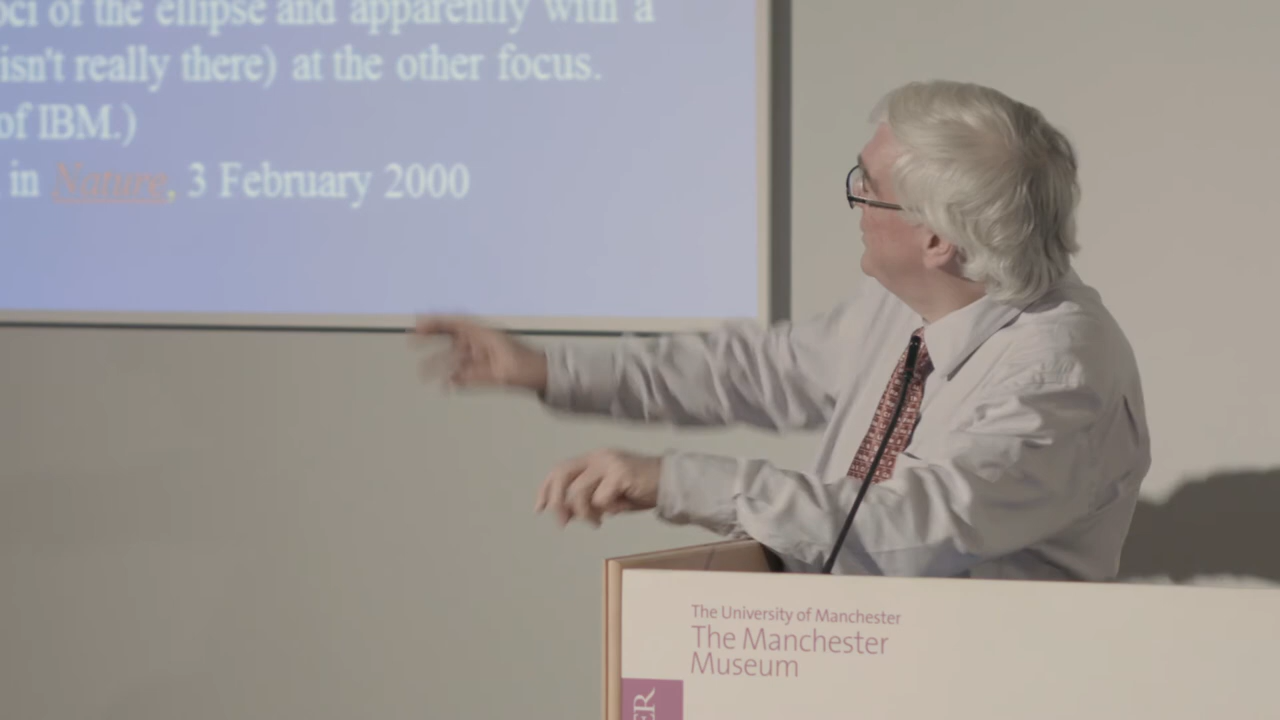 oci of the ellipse and apparently with a
isn't really there) at the other focus.
of IBM.)
in Nature, 3 February 2000
The University of Manchester
The Manchester
Museum
ER